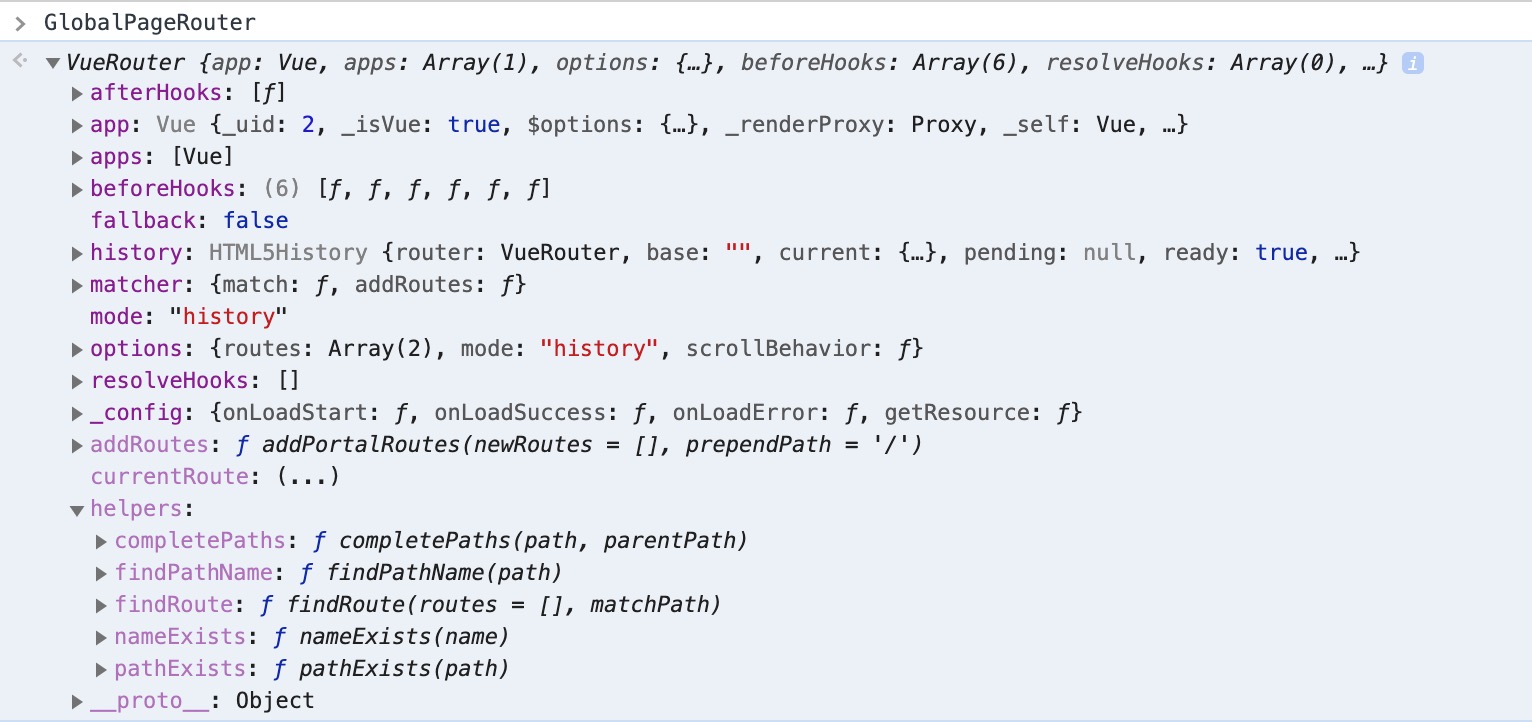 > GlobalPageRouter
VueRouter {app: Vue, apps: Array(1), options: {…}, beforeHooks: Array(6), resolveHooks: Array(0), …} i
afterHooks: [ƒ]
app: Vue {_uid: 2, _isVue: true, $options: {…}, _renderProxy: Proxy, _self: Vue, …}
apps: [Vue]
beforeHooks: (6) [ƒ, ƒ, ƒ, ƒ, ƒ, ƒ]
fallback: false
history: HTML5History {router: VueRouter, base: "", current: {…}, pending: null, ready: true, …}
matcher: {match: ƒ, addRoutes: ƒ}
mode: "history"
options: {routes: Array(2), mode: "history", scrollBehavior: ƒ}
resolveHooks: []
_config: {onLoadStart: ƒ, onLoadSuccess: ƒ, onLoadError: ƒ, getResource: ƒ}
addRoutes: ƒ addPortalRoutes(newRoutes = [], prependPath = '/')
currentRoute: (...)
helpers:
completePaths: ƒ completePaths(path, parentPath)
findPathName: ƒ findPathName(path)
findRoute: ƒ findRoute(routes = [], matchPath)
nameExists: ƒ nameExists(name)
pathExists: ƒ pathExists(path)
__proto__: Object